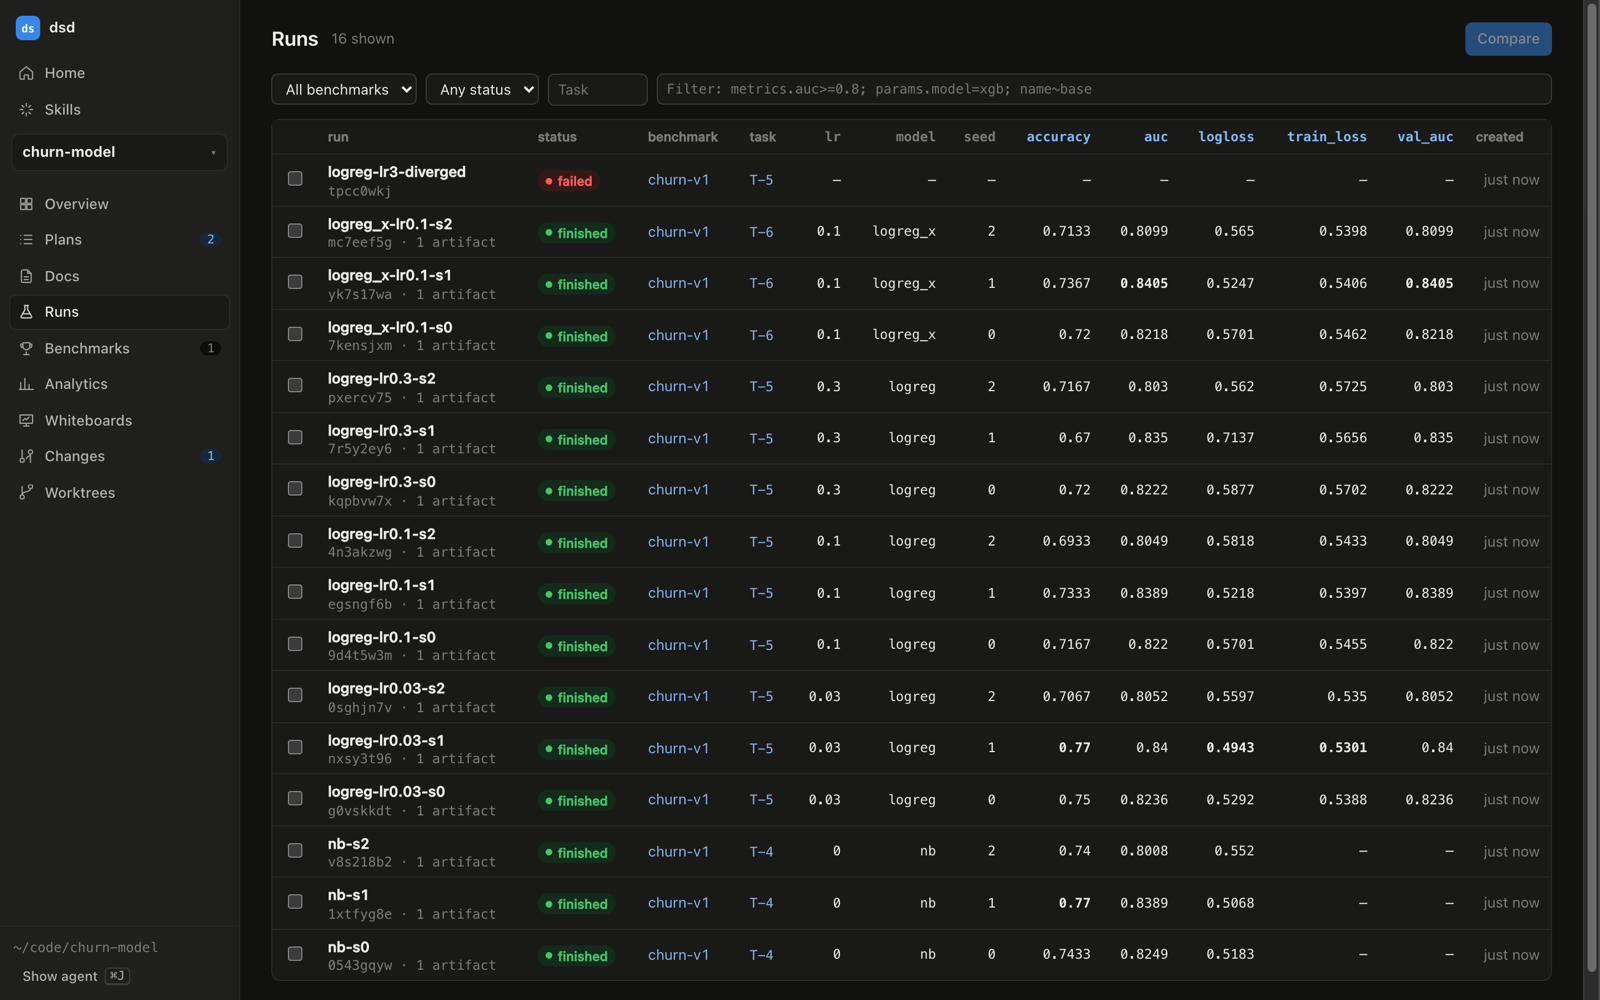 ds dsd
Home
Skills
churn-model
Overview
Plans 2
Docs
Runs
Benchmarks 1
Analytics
Whiteboards
Changes 1
Worktrees
~/code/churn-model
Show agent ⌘J
Runs 16 shown
Compare
All benchmarks Any status Task Filter: metrics.auc>=0.8; params.model=xgb; name~base
run status benchmark task lr model seed accuracy auc logloss train_loss val_auc created
logreg-lr3-diverged
tpcc0wkj
failed churn-v1 T-5 — — — — — — — — just now
logreg_x-lr0.1-s2
mc7eef5g · 1 artifact
finished churn-v1 T-6 0.1 logreg_x 2 0.7133 0.8099 0.565 0.5398 0.8099 just now
logreg_x-lr0.1-s1
yk7s17wa · 1 artifact
finished churn-v1 T-6 0.1 logreg_x 1 0.7367 0.8405 0.5247 0.5406 0.8405 just now
logreg_x-lr0.1-s0
7kensjxm · 1 artifact
finished churn-v1 T-6 0.1 logreg_x 0 0.72 0.8218 0.5701 0.5462 0.8218 just now
logreg-lr0.3-s2
pxercv75 · 1 artifact
finished churn-v1 T-5 0.3 logreg 2 0.7167 0.803 0.562 0.5725 0.803 just now
logreg-lr0.3-s1
7r5y2ey6 · 1 artifact
finished churn-v1 T-5 0.3 logreg 1 0.67 0.835 0.7137 0.5656 0.835 just now
logreg-lr0.3-s0
kqpbvw7x · 1 artifact
finished churn-v1 T-5 0.3 logreg 0 0.72 0.8222 0.5877 0.5702 0.8222 just now
logreg-lr0.1-s2
4n3akzwg · 1 artifact
finished churn-v1 T-5 0.1 logreg 2 0.6933 0.8049 0.5818 0.5433 0.8049 just now
logreg-lr0.1-s1
egsngf6b · 1 artifact
finished churn-v1 T-5 0.1 logreg 1 0.7333 0.8389 0.5218 0.5397 0.8389 just now
logreg-lr0.1-s0
9d4t5w3m · 1 artifact
finished churn-v1 T-5 0.1 logreg 0 0.7167 0.822 0.5701 0.5455 0.822 just now
logreg-lr0.03-s2
0sghjn7v · 1 artifact
finished churn-v1 T-5 0.03 logreg 2 0.7067 0.8052 0.5597 0.535 0.8052 just now
logreg-lr0.03-s1
nxsy3t96 · 1 artifact
finished churn-v1 T-5 0.03 logreg 1 0.77 0.84 0.4943 0.5301 0.84 just now
logreg-lr0.03-s0
g0vskkdt · 1 artifact
finished churn-v1 T-5 0.03 logreg 0 0.75 0.8236 0.5292 0.5388 0.8236 just now
nb-s2
v8s218b2 · 1 artifact
finished churn-v1 T-4 0 nb 2 0.74 0.8008 0.552 — — just now
nb-s1
1xtfyg8e · 1 artifact
finished churn-v1 T-4 0 nb 1 0.77 0.8389 0.5068 — — just now
nb-s0
0543gqyw · 1 artifact
finished churn-v1 T-4 0 nb 0 0.7433 0.8249 0.5183 — — just now